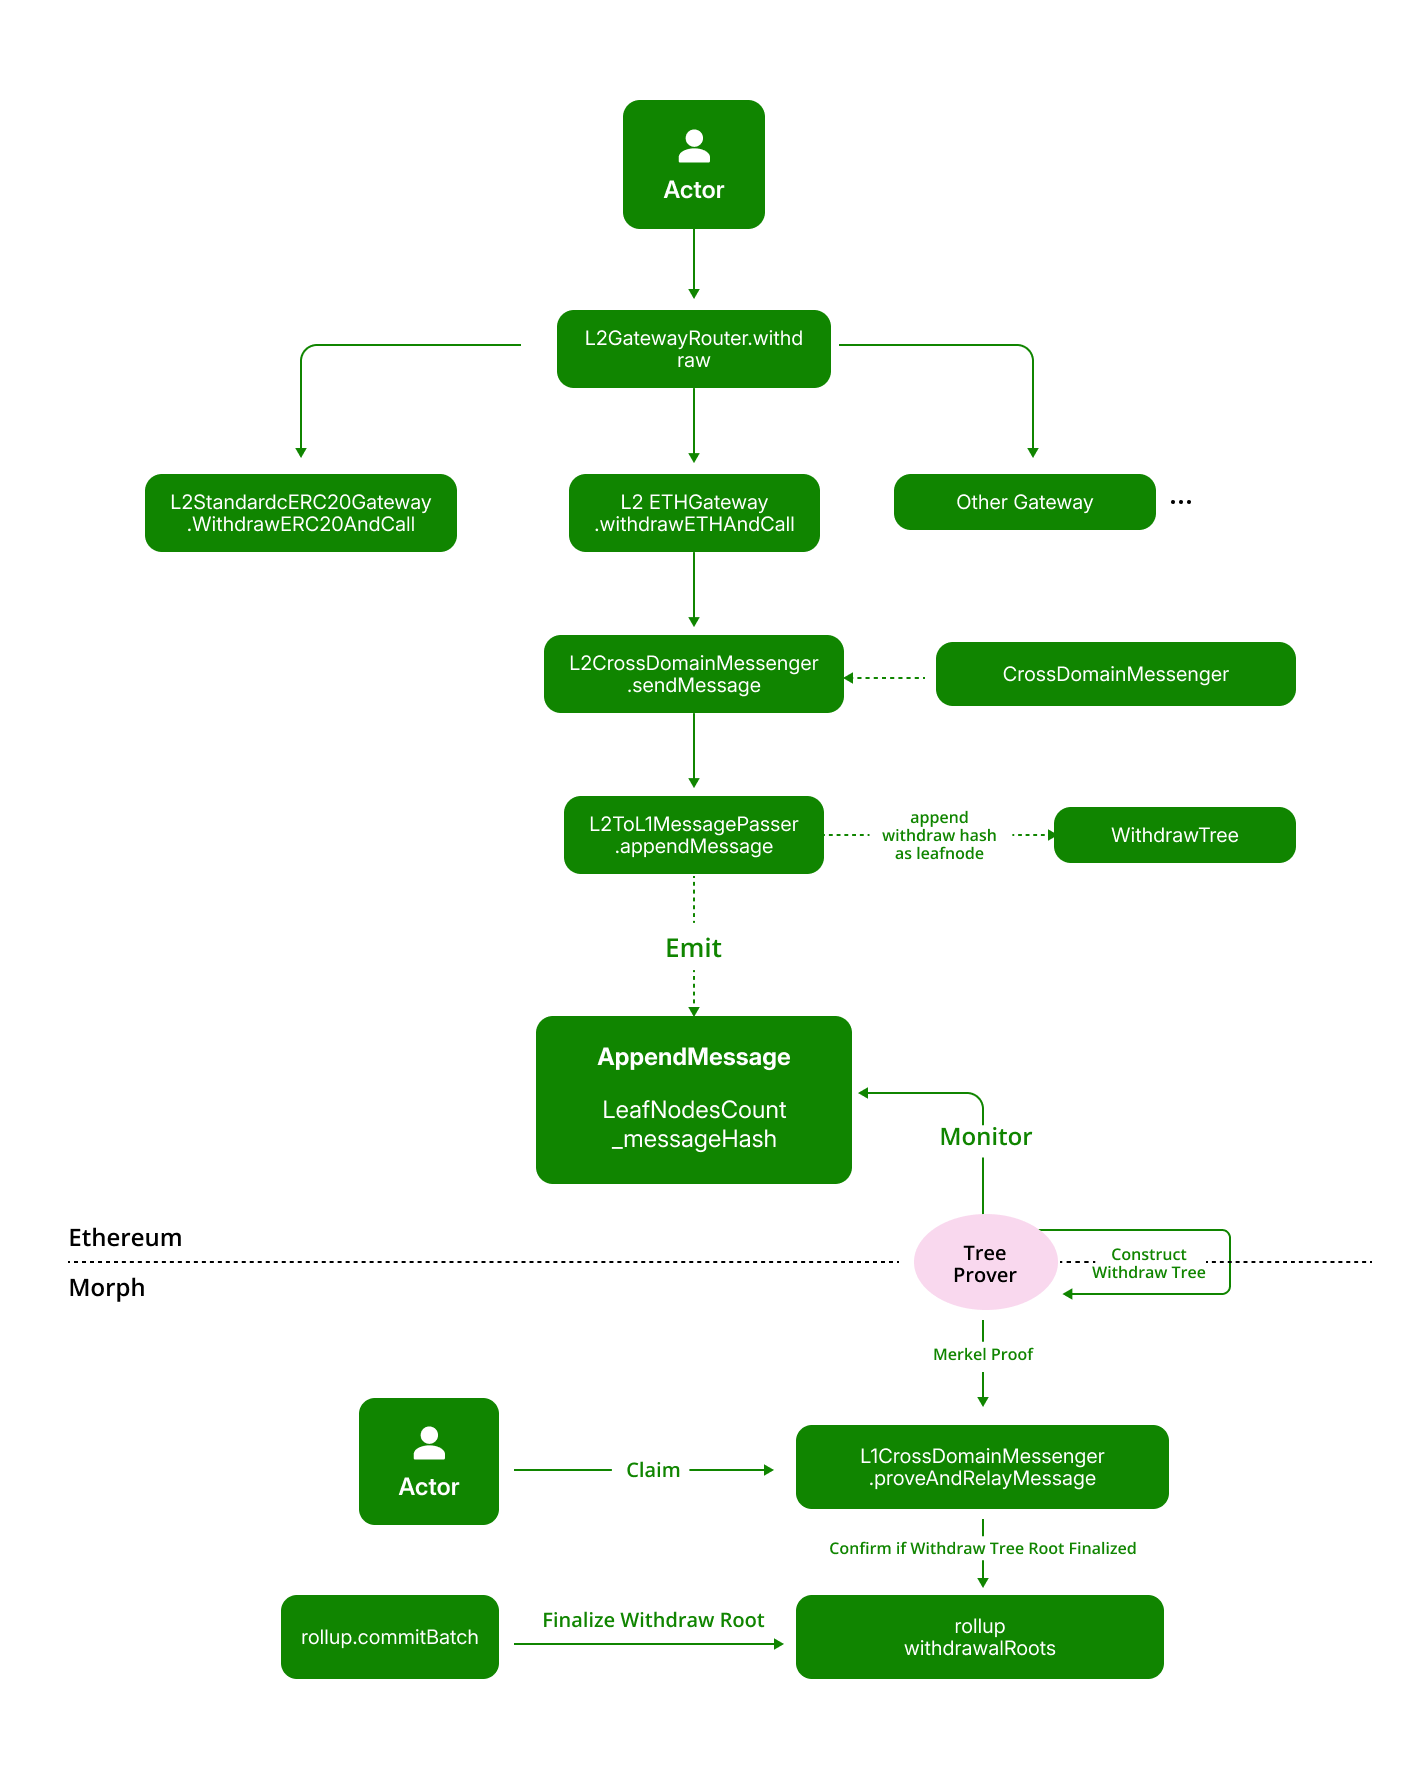 Actor
L2GatewayRouter.withd
raw
L2StandardcERC20Gateway
.WithdrawERC20AndCall
L2 ETHGateway
.withdrawETHAndCall
Other Gateway
...
L2CrossDomainMessenger
.sendMessage
CrossDomainMessenger
L2ToL1MessagePasser
.appendMessage
append
withdraw hash
as leafnode
WithdrawTree
Emit
AppendMessage
LeafNodesCount
_messageHash
Monitor
Ethereum
Morph
Tree
Prover
Construct
Withdraw Tree
Merkel Proof
Actor
Claim
L1CrossDomainMessenger
.proveAndRelayMessage
Confirm if Withdraw Tree Root Finalized
rollup.commitBatch
Finalize Withdraw Root
rollup
withdrawalRoots